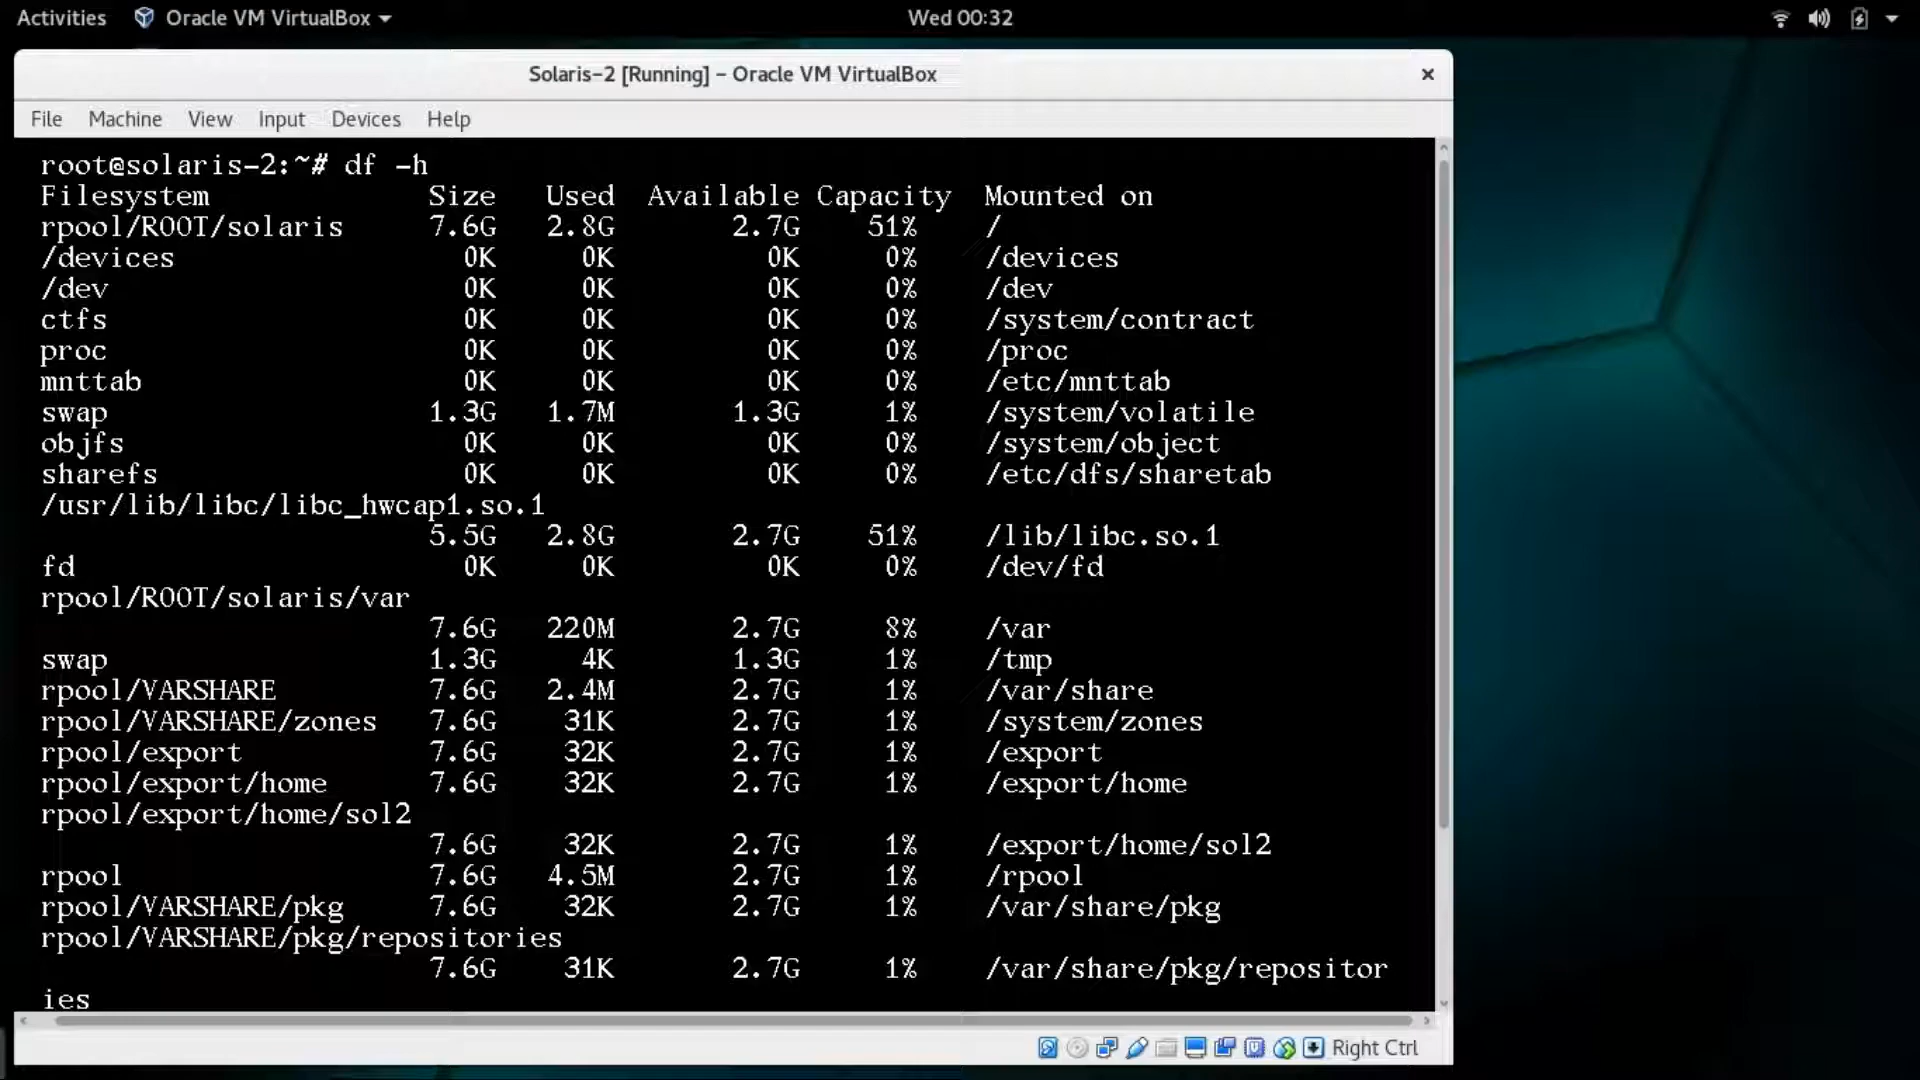 Activities Oracle VM VirtualBox Wed 00:32
Solaris-2 [Running] - Oracle VM VirtualBox
File Machine View Input Devices Help
root@solaris-2:~# df -h
Filesystem Size Used Available Capacity Mounted on
rpool/ROOT/solaris 7.6G 2.8G 2.7G 51% /
/devices 0K 0K 0K 0% /devices
/dev 0K 0K 0K 0% /dev
ctfs 0K 0K 0K 0% /system/contract
proc 0K 0K 0K 0% /proc
mnttab 0K 0K 0K 0% /etc/mnttab
swap 1.3G 1.7M 1.3G 1% /system/volatile
objfs 0K 0K 0K 0% /system/object
sharefs 0K 0K 0K 0% /etc/dfs/sharetab
/usr/lib/libc/libc_hwcap1.so.1
5.5G 2.8G 2.7G 51% /lib/libc.so.1
fd 0K 0K 0K 0% /dev/fd
rpool/ROOT/solaris/var
7.6G 220M 2.7G 8% /var
swap 1.3G 4K 1.3G 1% /tmp
rpool/VARSHARE 7.6G 2.4M 2.7G 1% /var/share
rpool/VARSHARE/zones 7.6G 31K 2.7G 1% /system/zones
rpool/export 7.6G 32K 2.7G 1% /export
rpool/export/home 7.6G 32K 2.7G 1% /export/home
rpool/export/home/sol2
7.6G 32K 2.7G 1% /export/home/sol2
rpool 7.6G 4.5M 2.7G 1% /rpool
rpool/VARSHARE/pkg 7.6G 32K 2.7G 1% /var/share/pkg
rpool/VARSHARE/pkg/repositories
7.6G 31K 2.7G 1% /var/share/pkg/repositor
ies
Right Ctrl